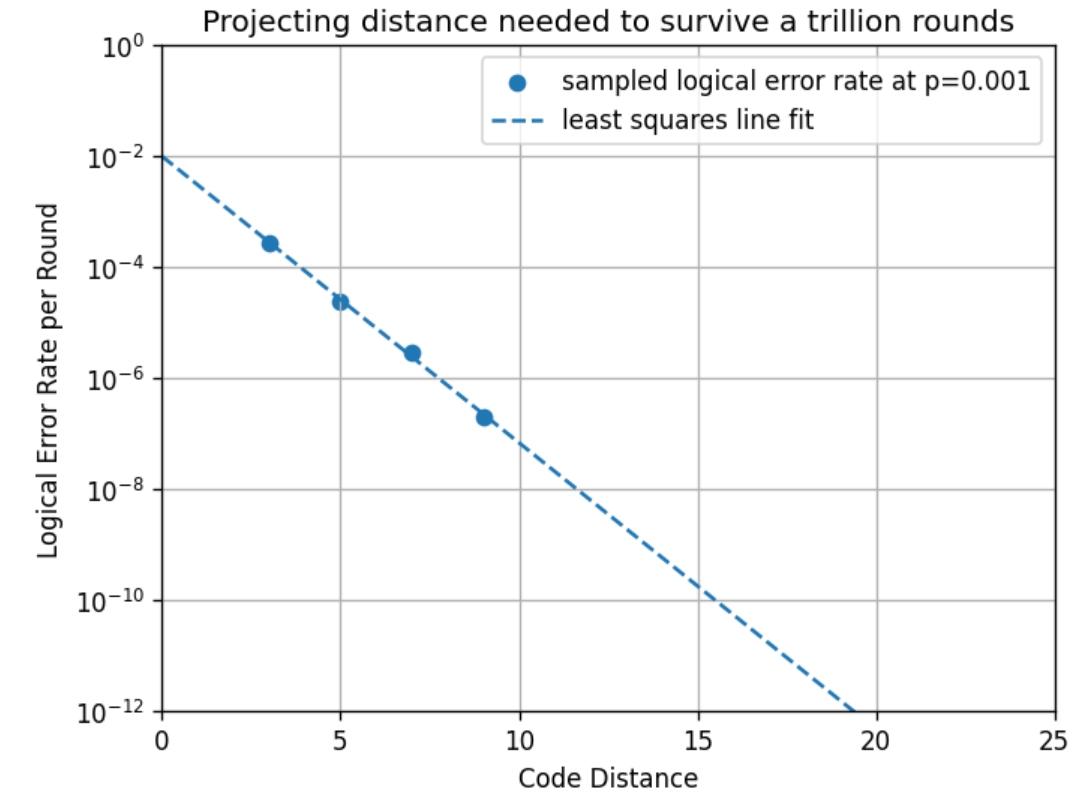 Projecting distance needed to survive a trillion rounds
sampled logical error rate at p=0.001
least squares line fit
Logical Error Rate per Round
10⁰
10⁻²
10⁻⁴
10⁻⁶
10⁻⁸
10⁻¹⁰
10⁻¹²
0 5 10 15 20 25
Code Distance